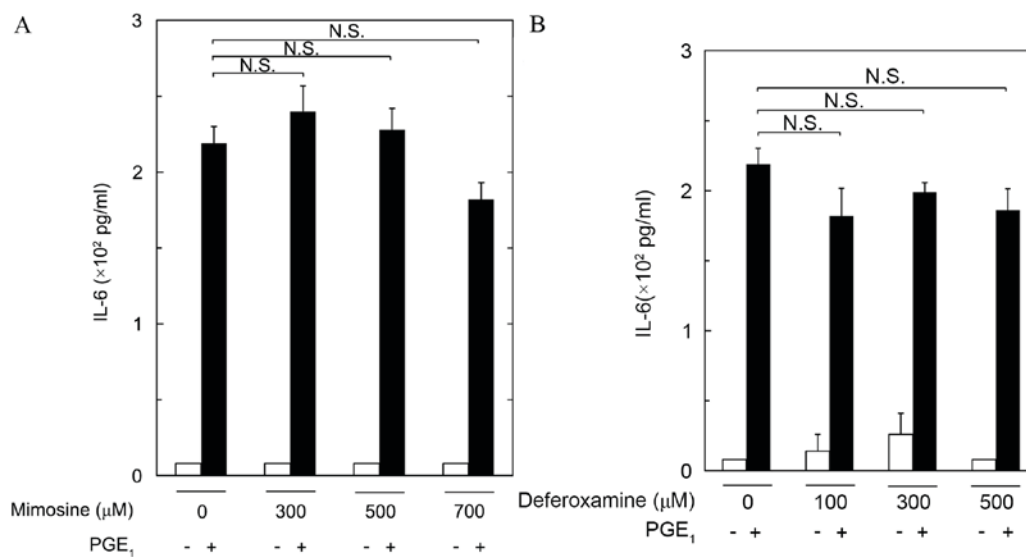 A
N.S.
N.S.
N.S.
3
2
1
0
IL-6 (×10² pg/ml)
Mimosine (μM) 0 300 500 700
PGE₁ - + - + - + - +
B
N.S.
N.S.
N.S.
3
2
1
0
IL-6(×10² pg/ml)
Deferoxamine (μM) 0 100 300 500
PGE₁ - + - + - + - +